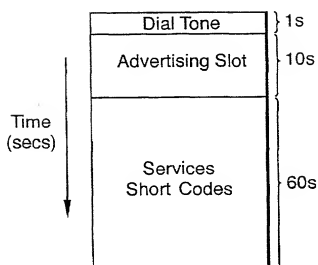 Dial Tone
1s
Advertising Slot
10s
Time
(secs)
Services
Short Codes
60s